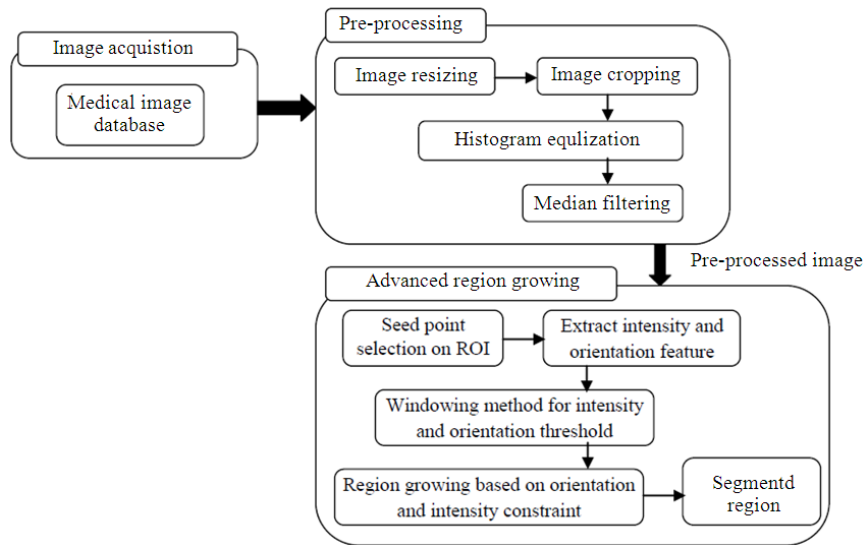 Image acquistion
Medical image
database
Pre-processing
Image resizing
Image cropping
Histogram equlization
Median filtering
Pre-processed image
Advanced region growing
Seed point
selection on ROI
Extract intensity and
orientation feature
Windowing method for intensity
and orientation threshold
Region growing based on orientation
and intensity constraint
Segmentd
region